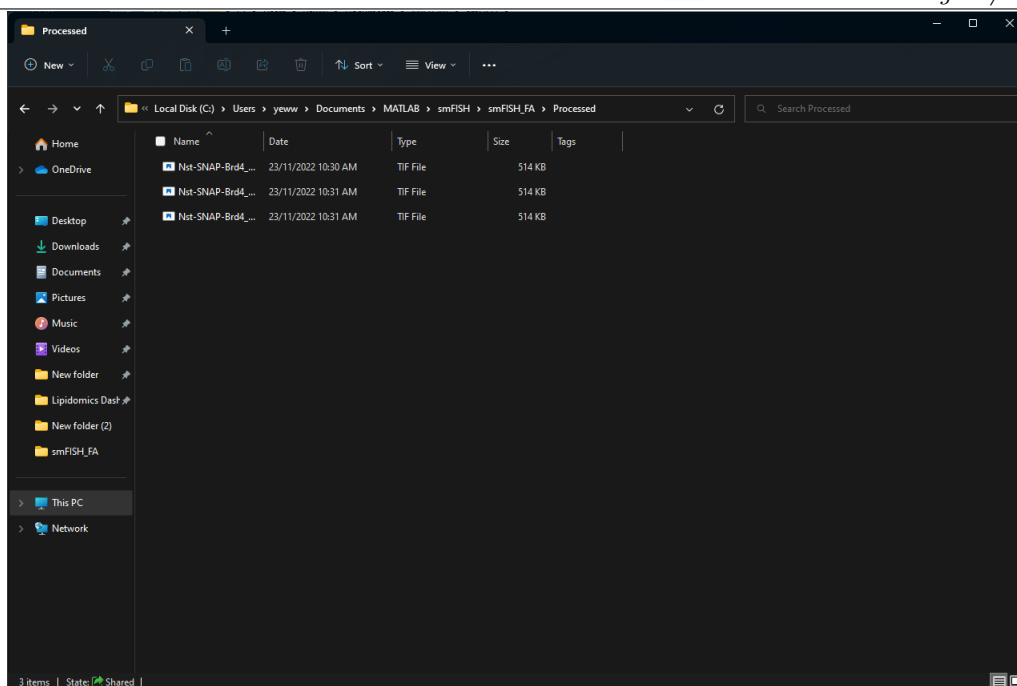 Processed
New
Sort
View
Local Disk (C:) › Users › yeww › Documents › MATLAB › smFISH › smFISH_FA › Processed
Search Processed
Name Date Type Size Tags
Home
OneDrive
Nst-SNAP-Brd4_... 23/11/2022 10:30 AM TIF File 514 KB
Nst-SNAP-Brd4_... 23/11/2022 10:31 AM TIF File 514 KB
Nst-SNAP-Brd4_... 23/11/2022 10:31 AM TIF File 514 KB
Desktop
Downloads
Documents
Pictures
Music
Videos
New folder
Lipidomics Dash
New folder (2)
smFISH_FA
This PC
Network
3 items | State: Shared |